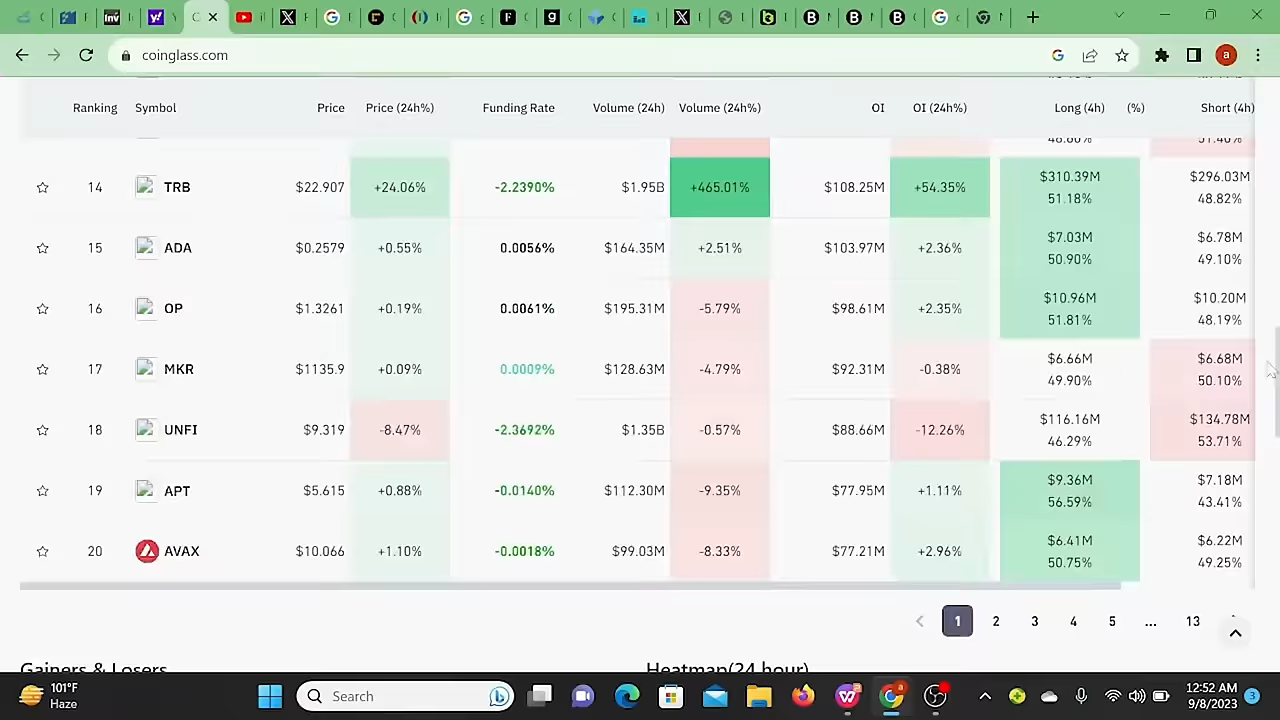 coinglass.com
a
Ranking Symbol Price Price (24h%) Funding Rate Volume (24h) Volume (24h%) OI OI (24h%) Long (4h) (%) Short (4h)
14 TRB $22.907 +24.06% -2.2390% $1.95B +465.01% $108.25M +54.35% $310.39M 51.18% $296.03M 48.82%
15 ADA $0.2579 +0.55% 0.0056% $164.35M +2.51% $103.97M +2.36% $7.03M 50.90% $6.78M 49.10%
16 OP $1.3261 +0.19% 0.0061% $195.31M -5.79% $98.61M +2.35% $10.96M 51.81% $10.20M 48.19%
17 MKR $1135.9 +0.09% 0.0009% $128.63M -4.79% $92.31M -0.38% $6.66M 49.90% $6.68M 50.10%
18 UNFI $9.319 -8.47% -2.3692% $1.35B -0.57% $88.66M -12.26% $116.16M 46.29% $134.78M 53.71%
19 APT $5.615 +0.88% -0.0140% $112.30M -9.35% $77.95M +1.11% $9.36M 56.59% $7.18M 43.41%
20 AVAX $10.066 +1.10% -0.0018% $99.03M -8.33% $77.21M +2.96% $6.41M 50.75% $6.22M 49.25%
1 2 3 4 5 ... 13
Gainers & Losers Heatmap(24 hour)
101°F
Haze
Search
12:52 AM
9/8/2023
3